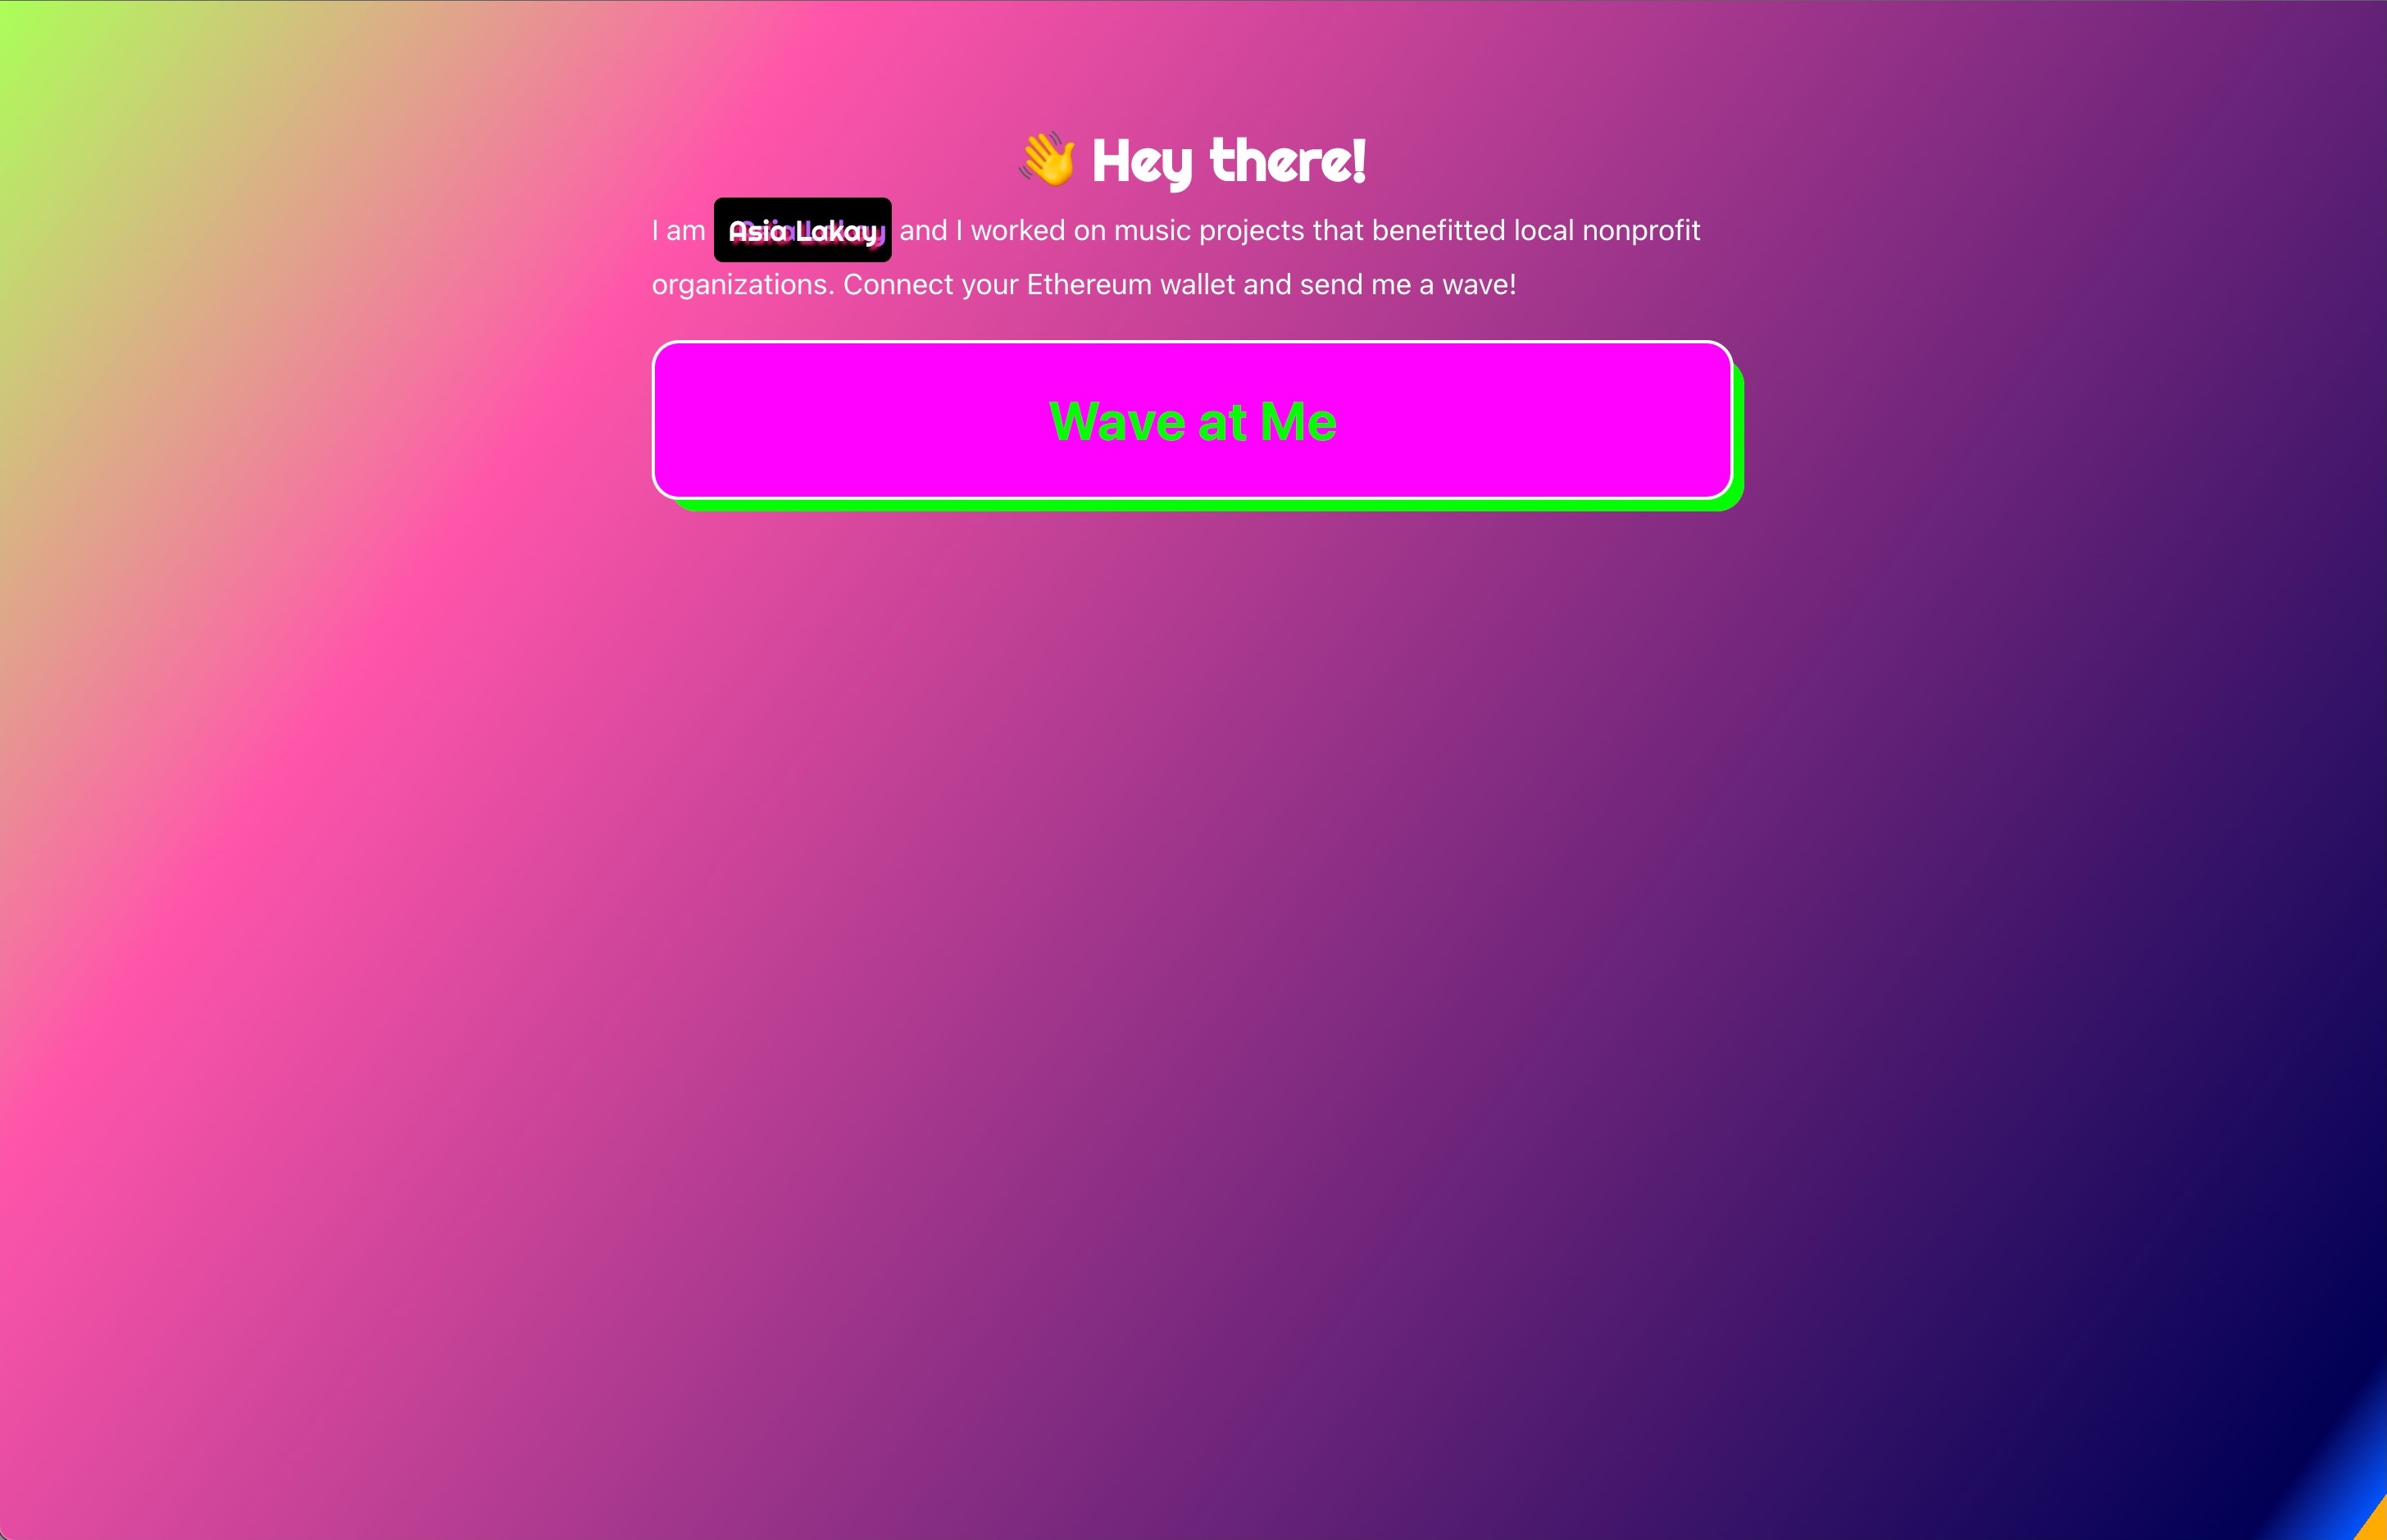 👋 Hey there!
I am Asia Lakay and I worked on music projects that benefitted local nonprofit
organizations. Connect your Ethereum wallet and send me a wave!
Wave at Me